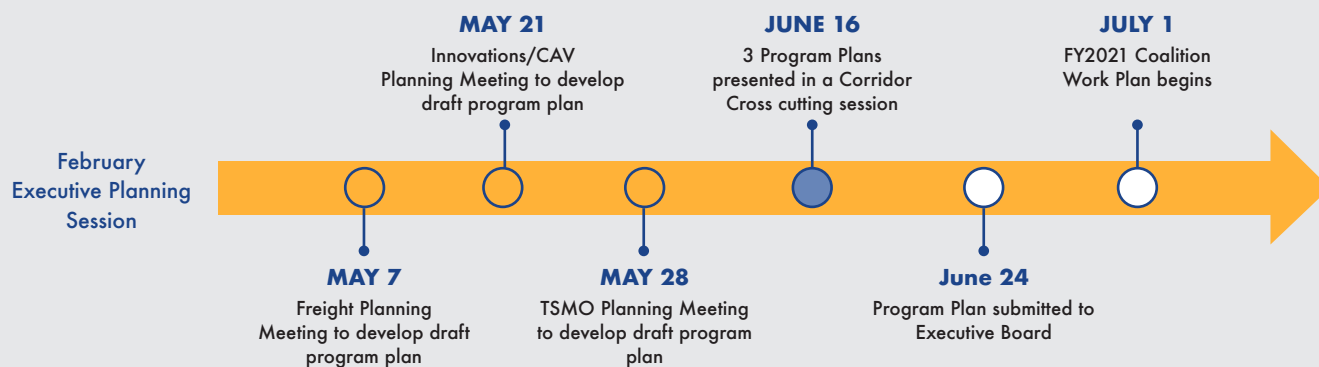 February
Executive Planning
Session
MAY 7
Freight Planning
Meeting to develop draft
program plan
MAY 21
Innovations/CAV
Planning Meeting to develop
draft program plan
MAY 28
TSMO Planning Meeting
to develop draft program
plan
JUNE 16
3 Program Plans
presented in a Corridor
Cross cutting session
June 24
Program Plan submitted to
Executive Board
JULY 1
FY2021 Coalition
Work Plan begins